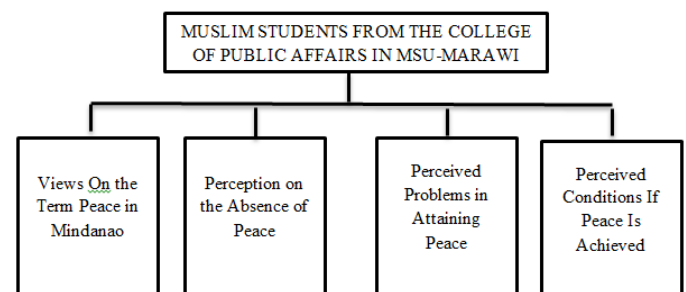 MUSLIM STUDENTS FROM THE COLLEGE
OF PUBLIC AFFAIRS IN MSU-MARAWI
Views On the
Term Peace in
Mindanao
Perception on
the Absence of
Peace
Perceived
Problems in
Attaining
Peace
Perceived
Conditions If
Peace Is
Achieved